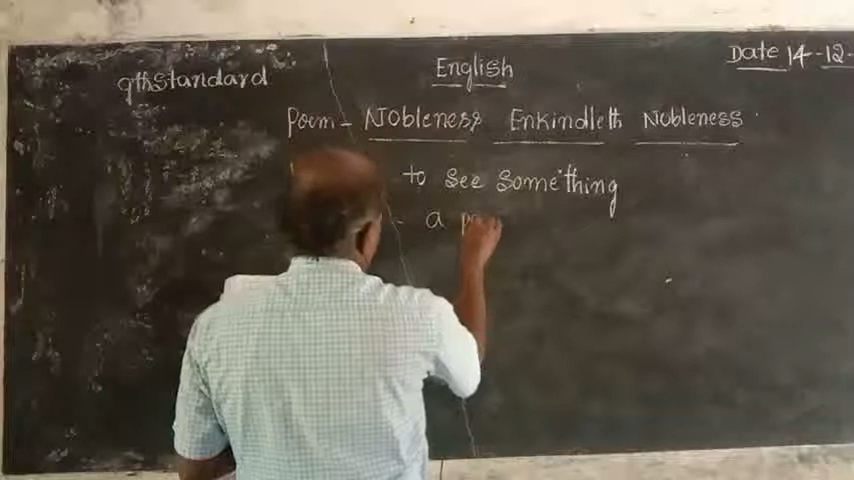 9thStandard
English
Date 14-12-
Poem - Nobleness Enkindleth Nobleness
to see something
- a